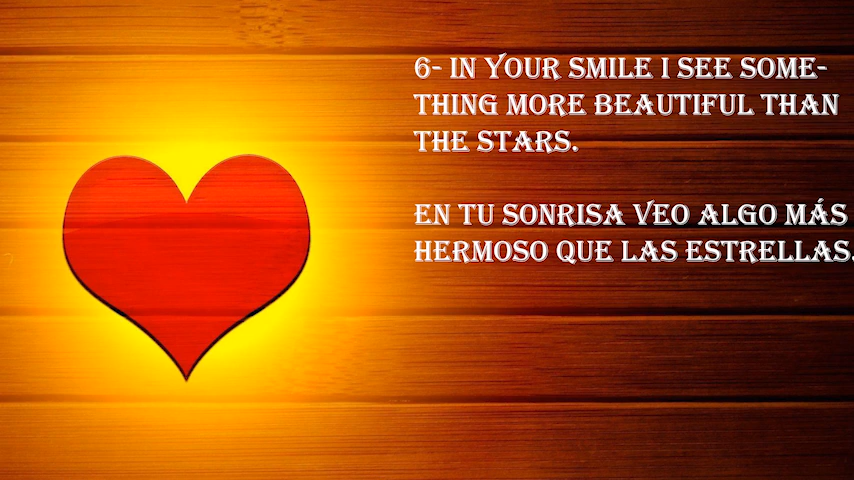 6- IN YOUR SMILE I SEE SOME-
THING MORE BEAUTIFUL THAN
THE STARS.
EN TU SONRISA VEO ALGO MÁS
HERMOSO QUE LAS ESTRELLAS.